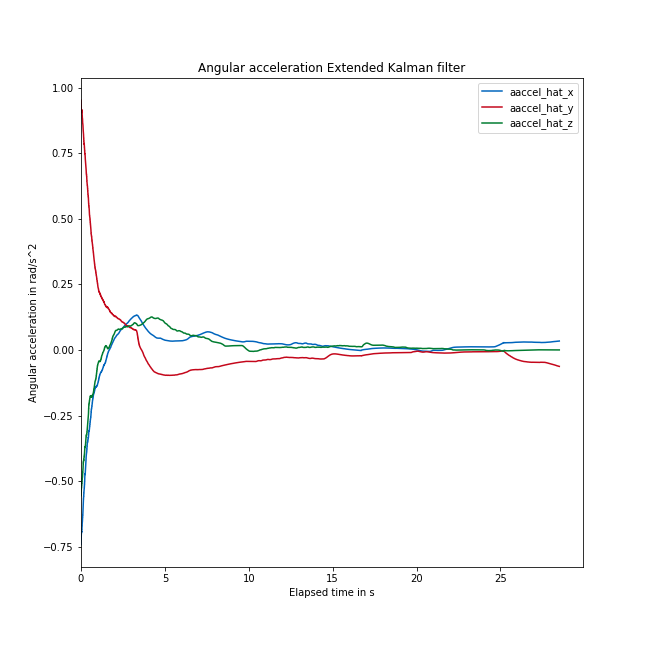 Angular acceleration Extended Kalman filter
aaccel_hat_x
aaccel_hat_y
aaccel_hat_z
Angular acceleration in rad/s^2
1.00
0.75
0.50
0.25
0.00
−0.25
−0.50
−0.75
0 5 10 15 20 25
Elapsed time in s